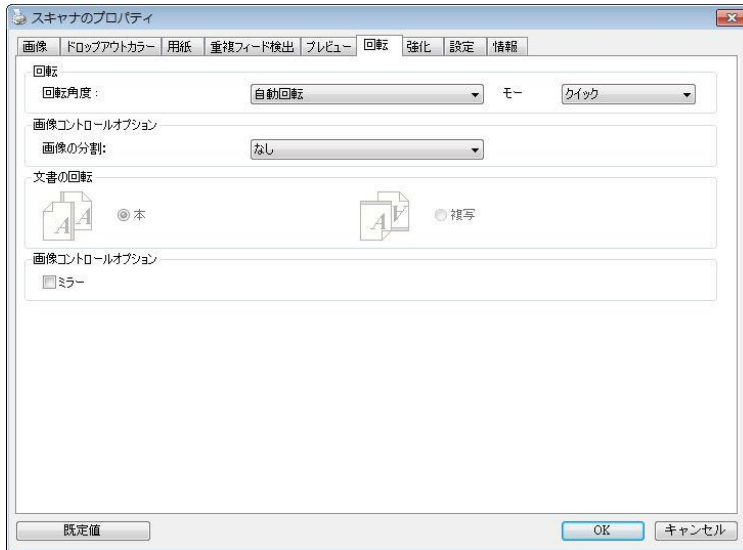 スキャナのプロパティ
画像 ドロップアウトカラー 用紙 重複フィード検出 プレビュー 回転 強化 設定 情報
回転
回転角度: 自動回転 モー クイック
画像コントロールオプション
画像の分割: なし
文書の回転
A A 本 A A 複写
画像コントロールオプション
ミラー
既定値 OK キャンセル